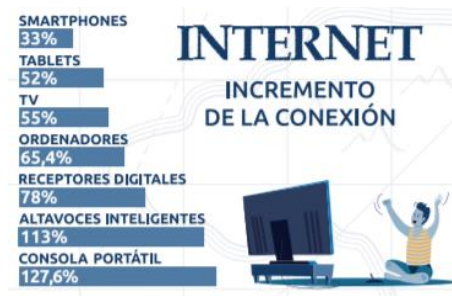 SMARTPHONES
33%
TABLETS
52%
TV
55%
ORDENADORES
65,4%
RECEPTORES DIGITALES
78%
ALTAVOCES INTELIGENTES
113%
CONSOLA PORTÁTIL
127,6%
INTERNET
INCREMENTO
DE LA CONEXIÓN